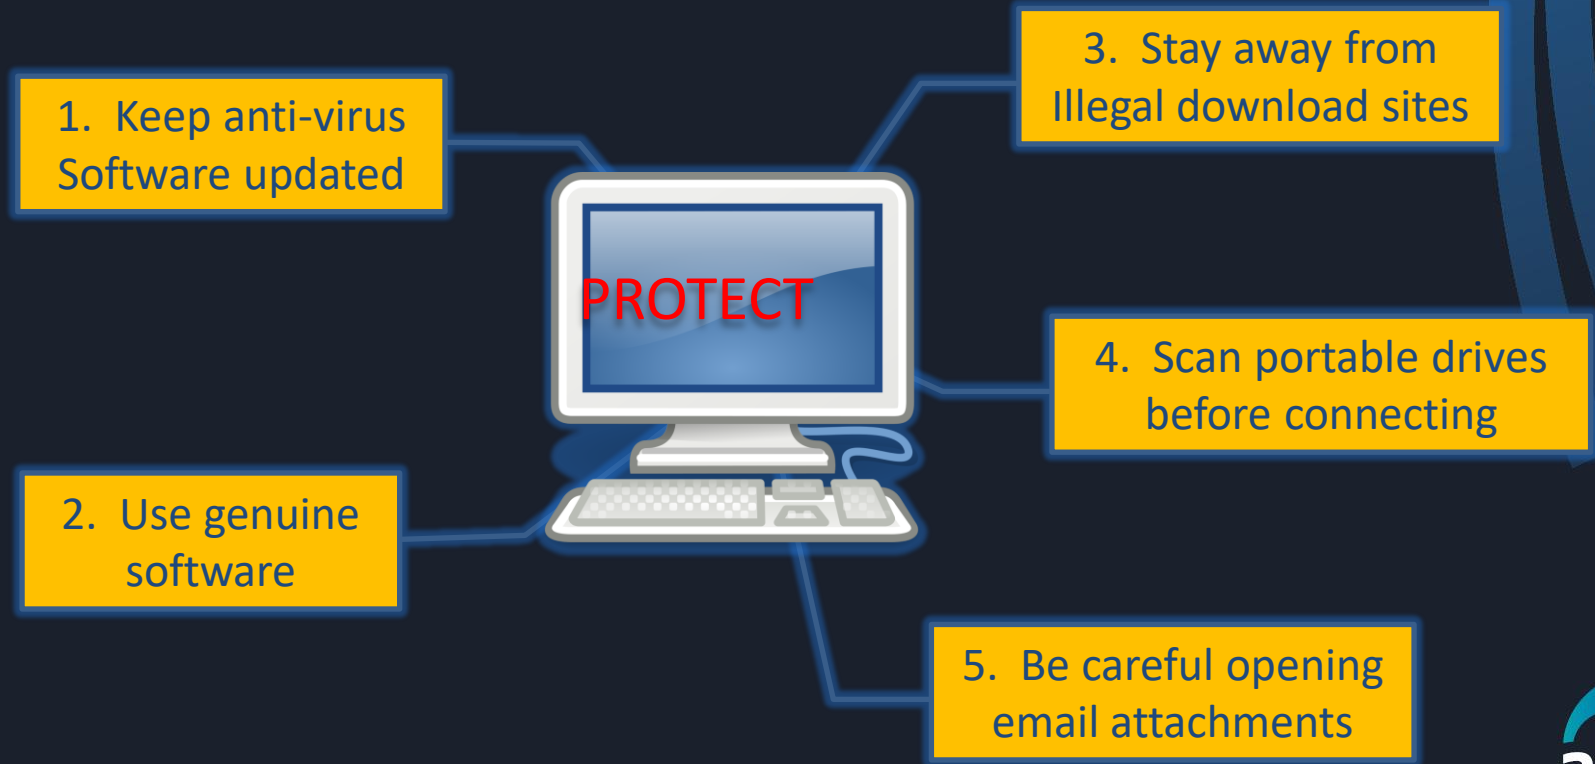 1. Keep anti-virus
Software updated
2. Use genuine
software
3. Stay away from
Illegal download sites
4. Scan portable drives
before connecting
5. Be careful opening
email attachments
PROTECT